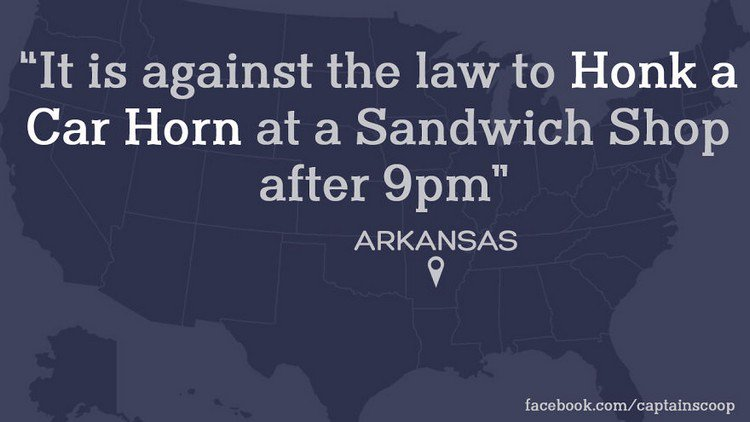 "It is against the law to Honk a
Car Horn at a Sandwich Shop
after 9pm"
ARKANSAS
facebook.com/captainscoop